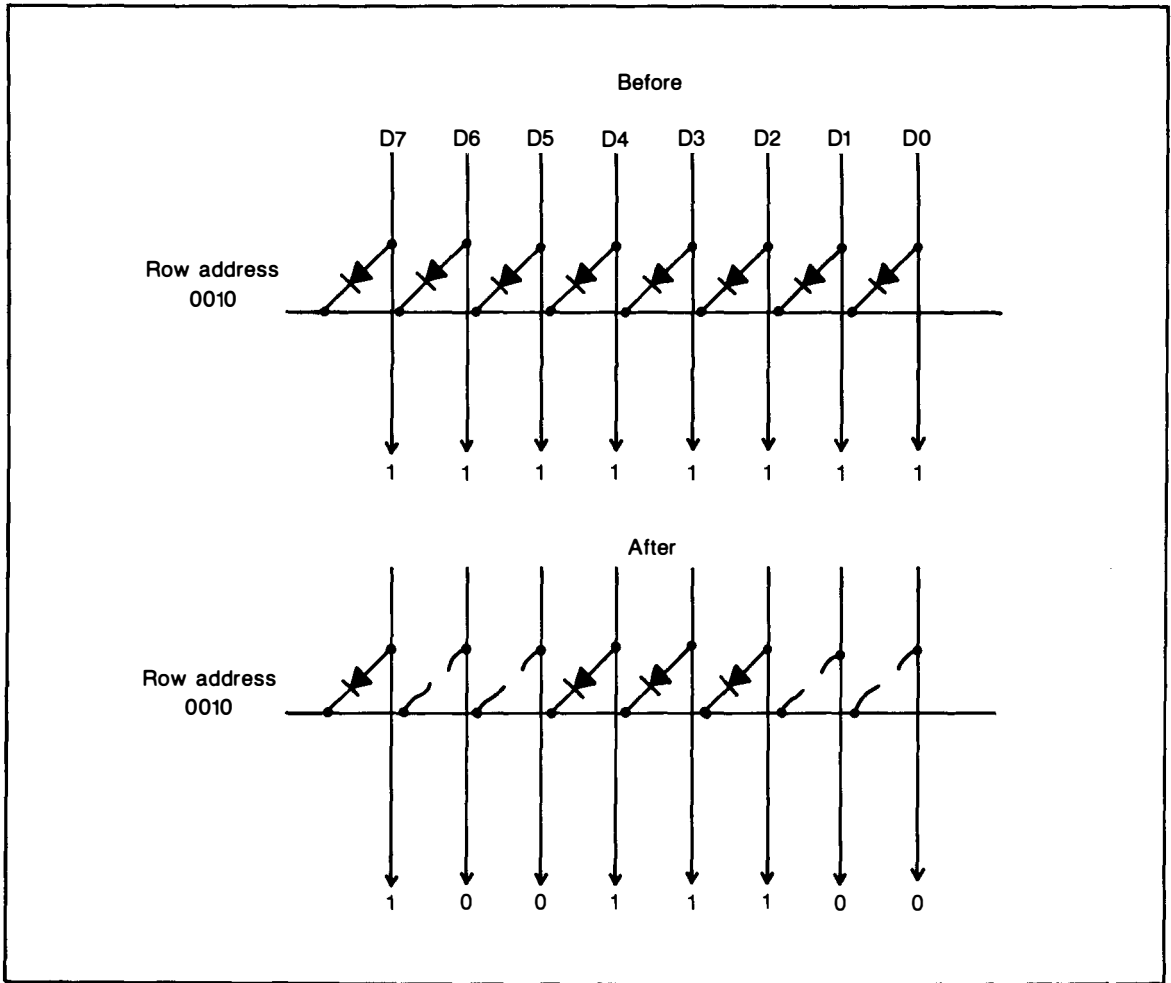 Before
D7 D6 D5 D4 D3 D2 D1 D0
Row address
0010
1 1 1 1 1 1 1 1
After
Row address
0010
1 0 0 1 1 1 0 0